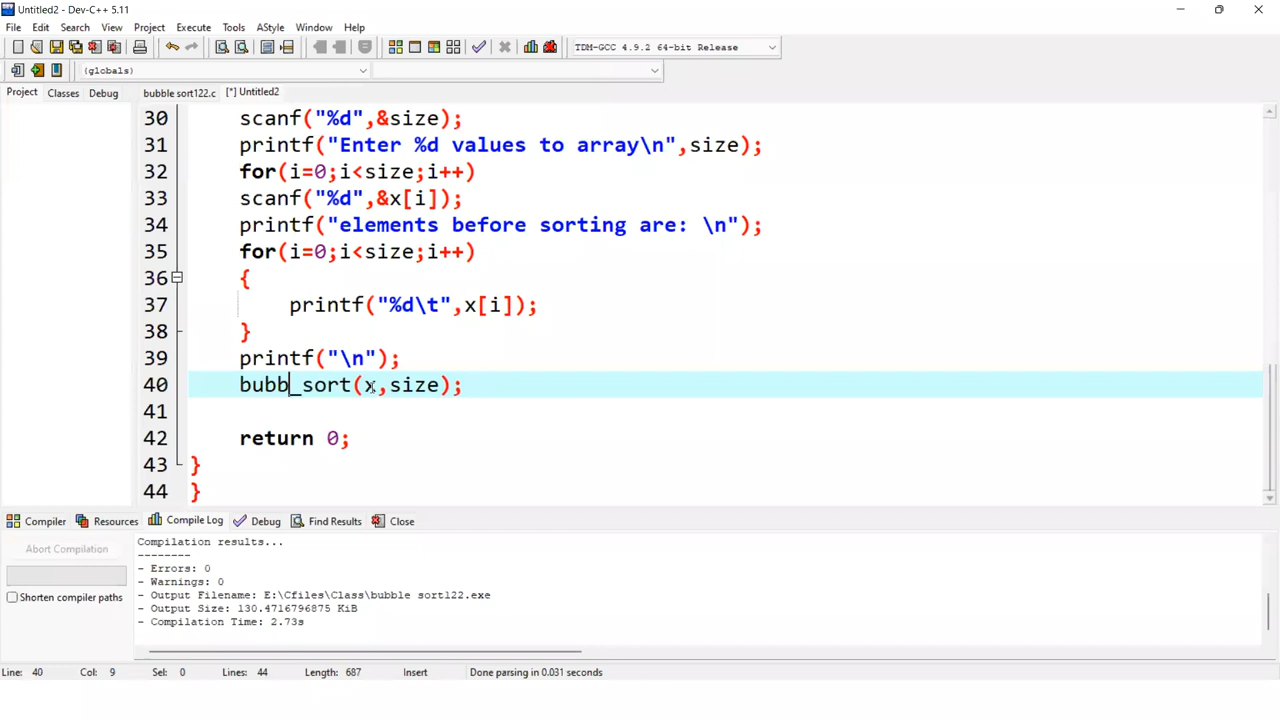 Untitled2 - Dev-C++ 5.11
File Edit Search View Project Execute Tools AStyle Window Help
TDM-GCC 4.9.2 64-bit Release
(globals)
Project Classes Debug bubble sort122.c [*] Untitled2
30 scanf("%d",&size);
31 printf("Enter %d values to array\n",size);
32 for(i=0;i<size;i++)
33 scanf("%d",&x[i]);
34 printf("elements before sorting are: \n");
35 for(i=0;i<size;i++)
36 {
37 printf("%d\t",x[i]);
38 }
39 printf("\n");
40 bubb_sort(x,size);
41
42 return 0;
43 }
44 }
Compiler Resources Compile Log Debug Find Results Close
Abort Compilation
Shorten compiler paths
Compilation results...
--------
- Errors: 0
- Warnings: 0
- Output Filename: E:\Cfiles\Class\bubble sort122.exe
- Output Size: 130.4716796875 KiB
- Compilation Time: 2.73s
Line: 40 Col: 9 Sel: 0 Lines: 44 Length: 687 Insert Done parsing in 0.031 seconds